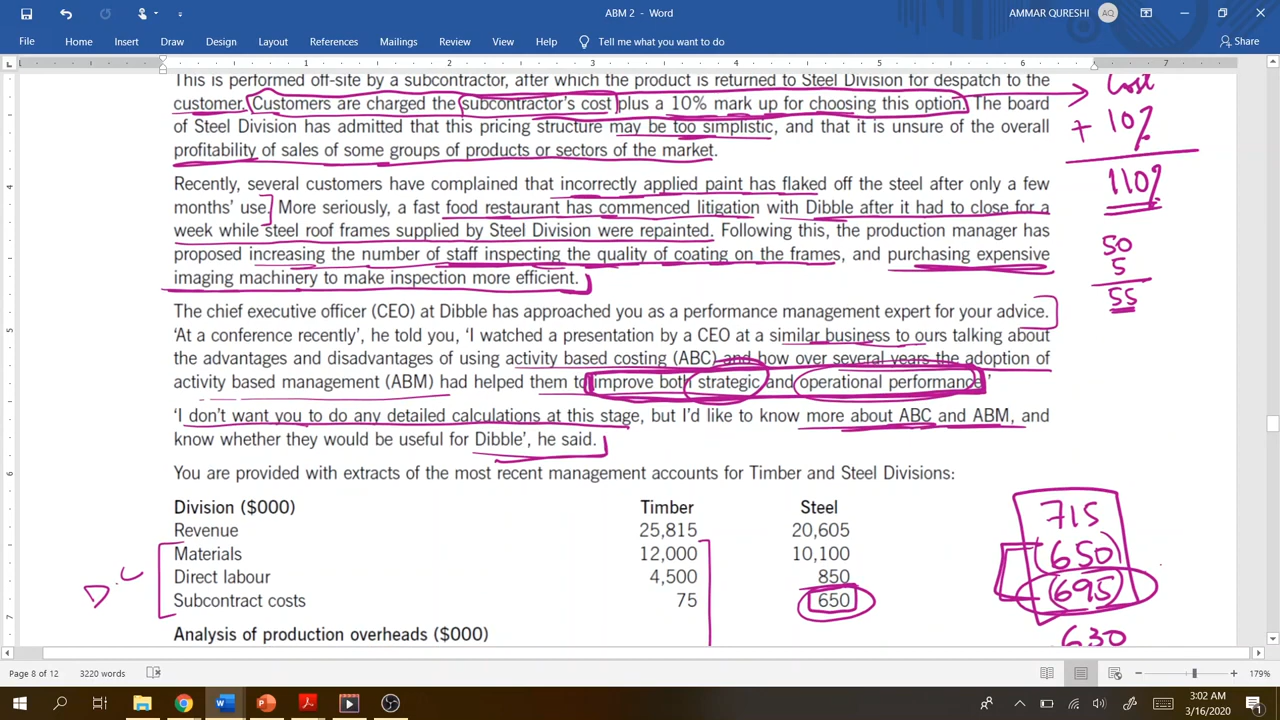 ABM 2 - Word
AMMAR QURESHI AQ
File Home Insert Draw Design Layout References Mailings Review View Help Tell me what you want to do Share
1 1 2 3 4 5 6 7
This is performed off-site by a subcontractor, after which the product is returned to Steel Division for despatch to the
customer. Customers are charged the subcontractor's cost plus a 10% mark up for choosing this option. The board
of Steel Division has admitted that this pricing structure may be too simplistic, and that it is unsure of the overall
profitability of sales of some groups of products or sectors of the market.
Cost
+ 10%
110%
Recently, several customers have complained that incorrectly applied paint has flaked off the steel after only a few
months' use. More seriously, a fast food restaurant has commenced litigation with Dibble after it had to close for a
week while steel roof frames supplied by Steel Division were repainted. Following this, the production manager has
proposed increasing the number of staff inspecting the quality of coating on the frames, and purchasing expensive
imaging machinery to make inspection more efficient.
50
5
55
The chief executive officer (CEO) at Dibble has approached you as a performance management expert for your advice.
'At a conference recently', he told you, 'I watched a presentation by a CEO at a similar business to ours talking about
the advantages and disadvantages of using activity based costing (ABC) and how over several years the adoption of
activity based management (ABM) had helped them to improve both strategic and operational performance.'
'I don't want you to do any detailed calculations at this stage, but I'd like to know more about ABC and ABM, and
know whether they would be useful for Dibble', he said.
You are provided with extracts of the most recent management accounts for Timber and Steel Divisions:
Division ($000) Timber Steel
Revenue 25,815 20,605
Materials 12,000 10,100
Direct labour 4,500 850
Subcontract costs 75 650
Analysis of production overheads ($000)
D.C
715
(650)
(695)
630
4
5
6
7
Page 8 of 12 3220 words 179%
3:02 AM
3/16/2020